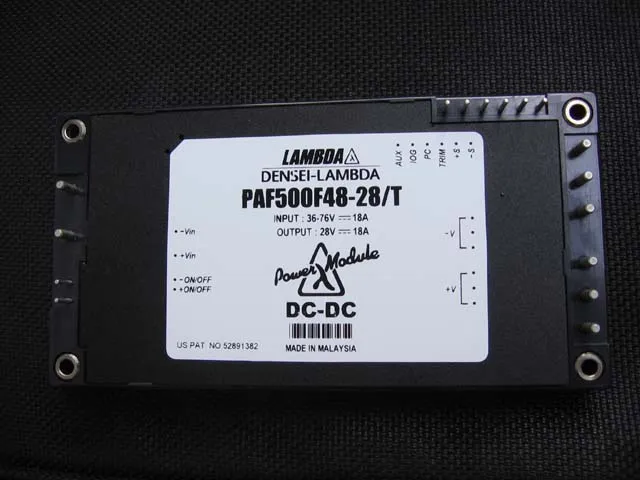 LAMBDA
DENSEI-LAMBDA
PAF500F48-28/T
INPUT : 36-76V 18A
OUTPUT : 28V 18A
Power Module
DC-DC
MADE IN MALAYSIA
US PAT NO 52891382
-Vin
+Vin
-ON/OFF
+ON/OFF
AUX
IOG
PC
TRIM
+S
-S
-V
+V